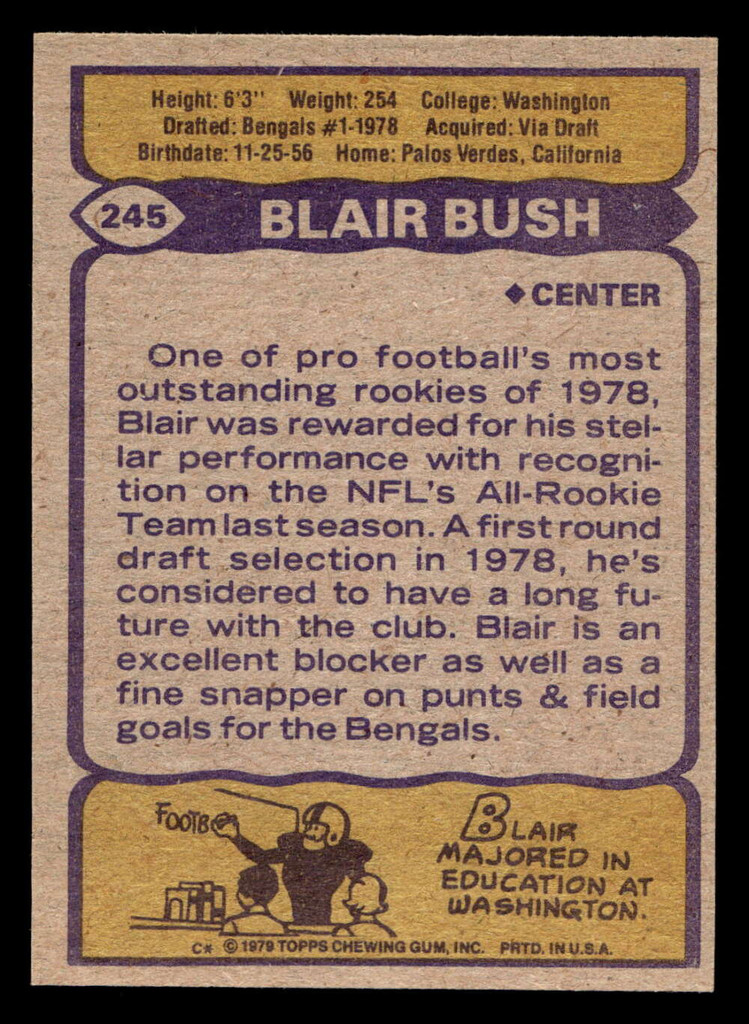 Height: 6'3" Weight: 254 College: Washington
Drafted: Bengals #1-1978 Acquired: Via Draft
Birthdate: 11-25-56 Home: Palos Verdes, California
245 BLAIR BUSH
◆ CENTER
One of pro football's most
outstanding rookies of 1978,
Blair was rewarded for his stel-
lar performance with recogni-
tion on the NFL's All-Rookie
Team last season. A first round
draft selection in 1978, he's
considered to have a long fu-
ture with the club. Blair is an
excellent blocker as well as a
fine snapper on punts & field
goals for the Bengals.
FOOTB
BLAIR
MAJORED IN
EDUCATION AT
WASHINGTON.
C* © 1979 TOPPS CHEWING GUM, INC. PRTD. IN U.S.A.